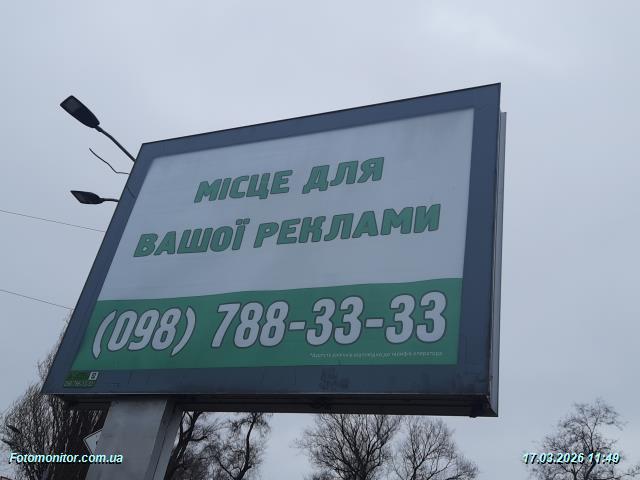 МІСЦЕ ДЛЯ
ВАШОЇ РЕКЛАМИ
(098) 788-33-33
Fotomonitor.com.ua
17.03.2026 11:49